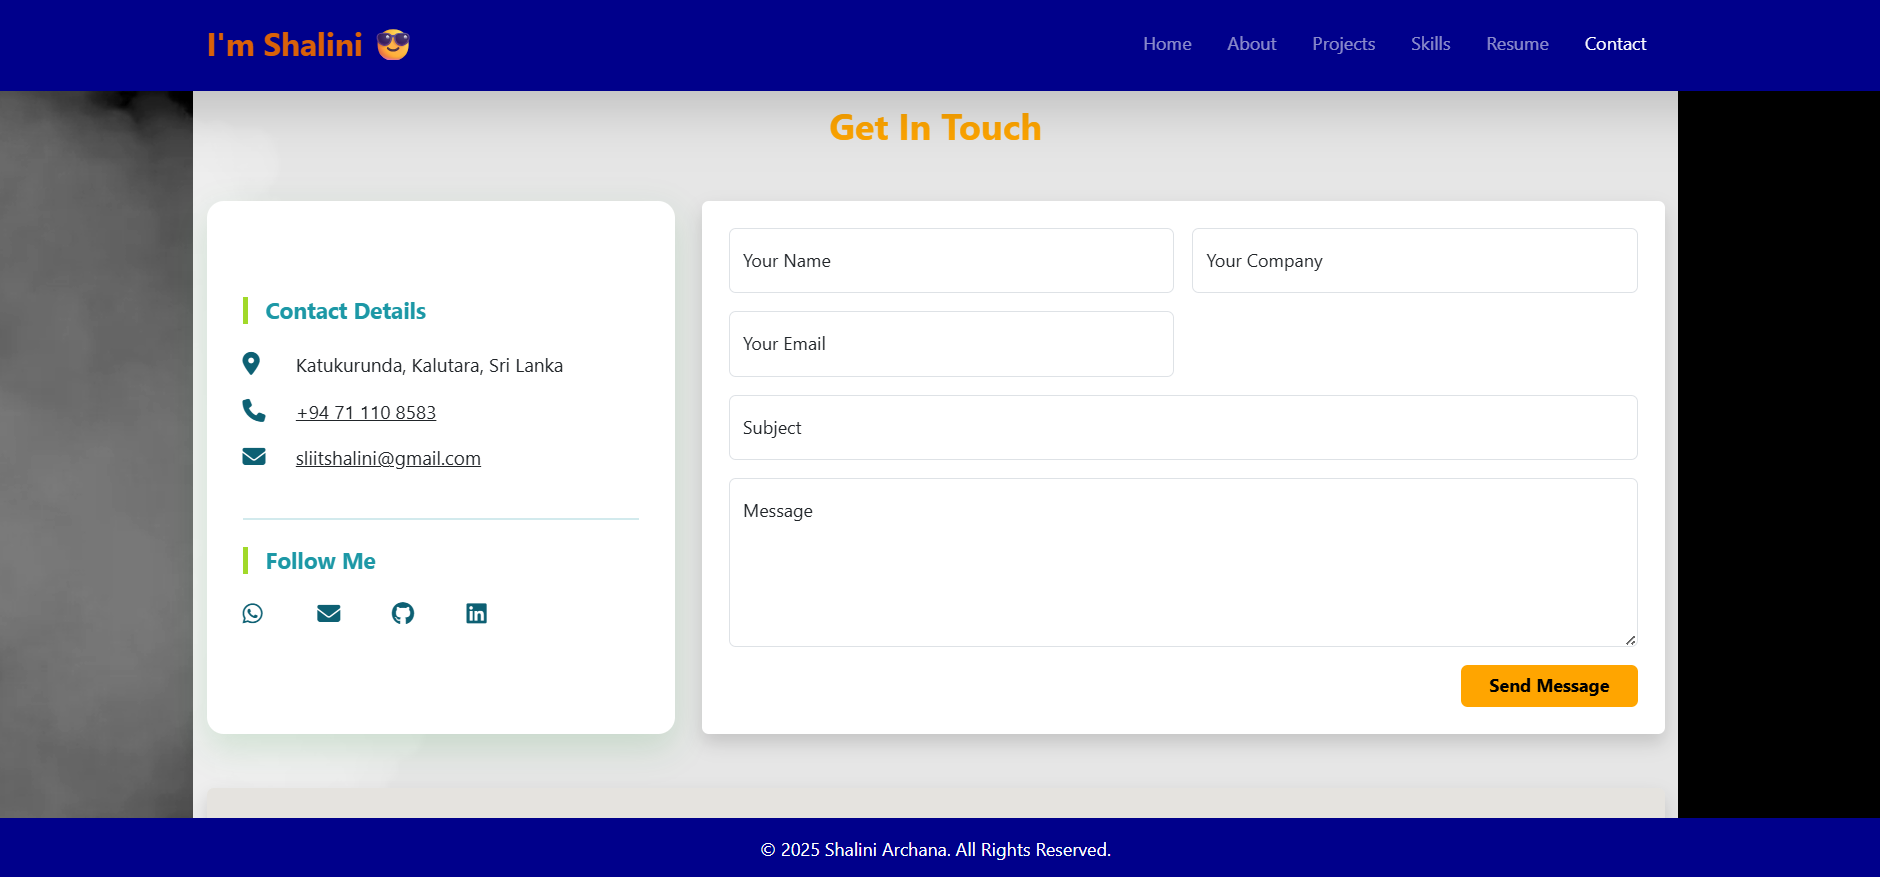 I'm Shalini 😎
Home About Projects Skills Resume Contact
Get In Touch
Contact Details
Katukurunda, Kalutara, Sri Lanka
+94 71 110 8583
sliitshalini@gmail.com
Follow Me
Your Name
Your Company
Your Email
Subject
Message
Send Message
© 2025 Shalini Archana. All Rights Reserved.